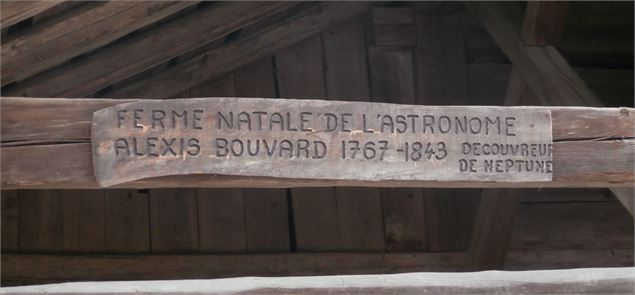 FERME NATALE DE L'ASTRONOME
ALEXIS BOUVARD 1767-1843 DECOUVREUR
DE NEPTUNE